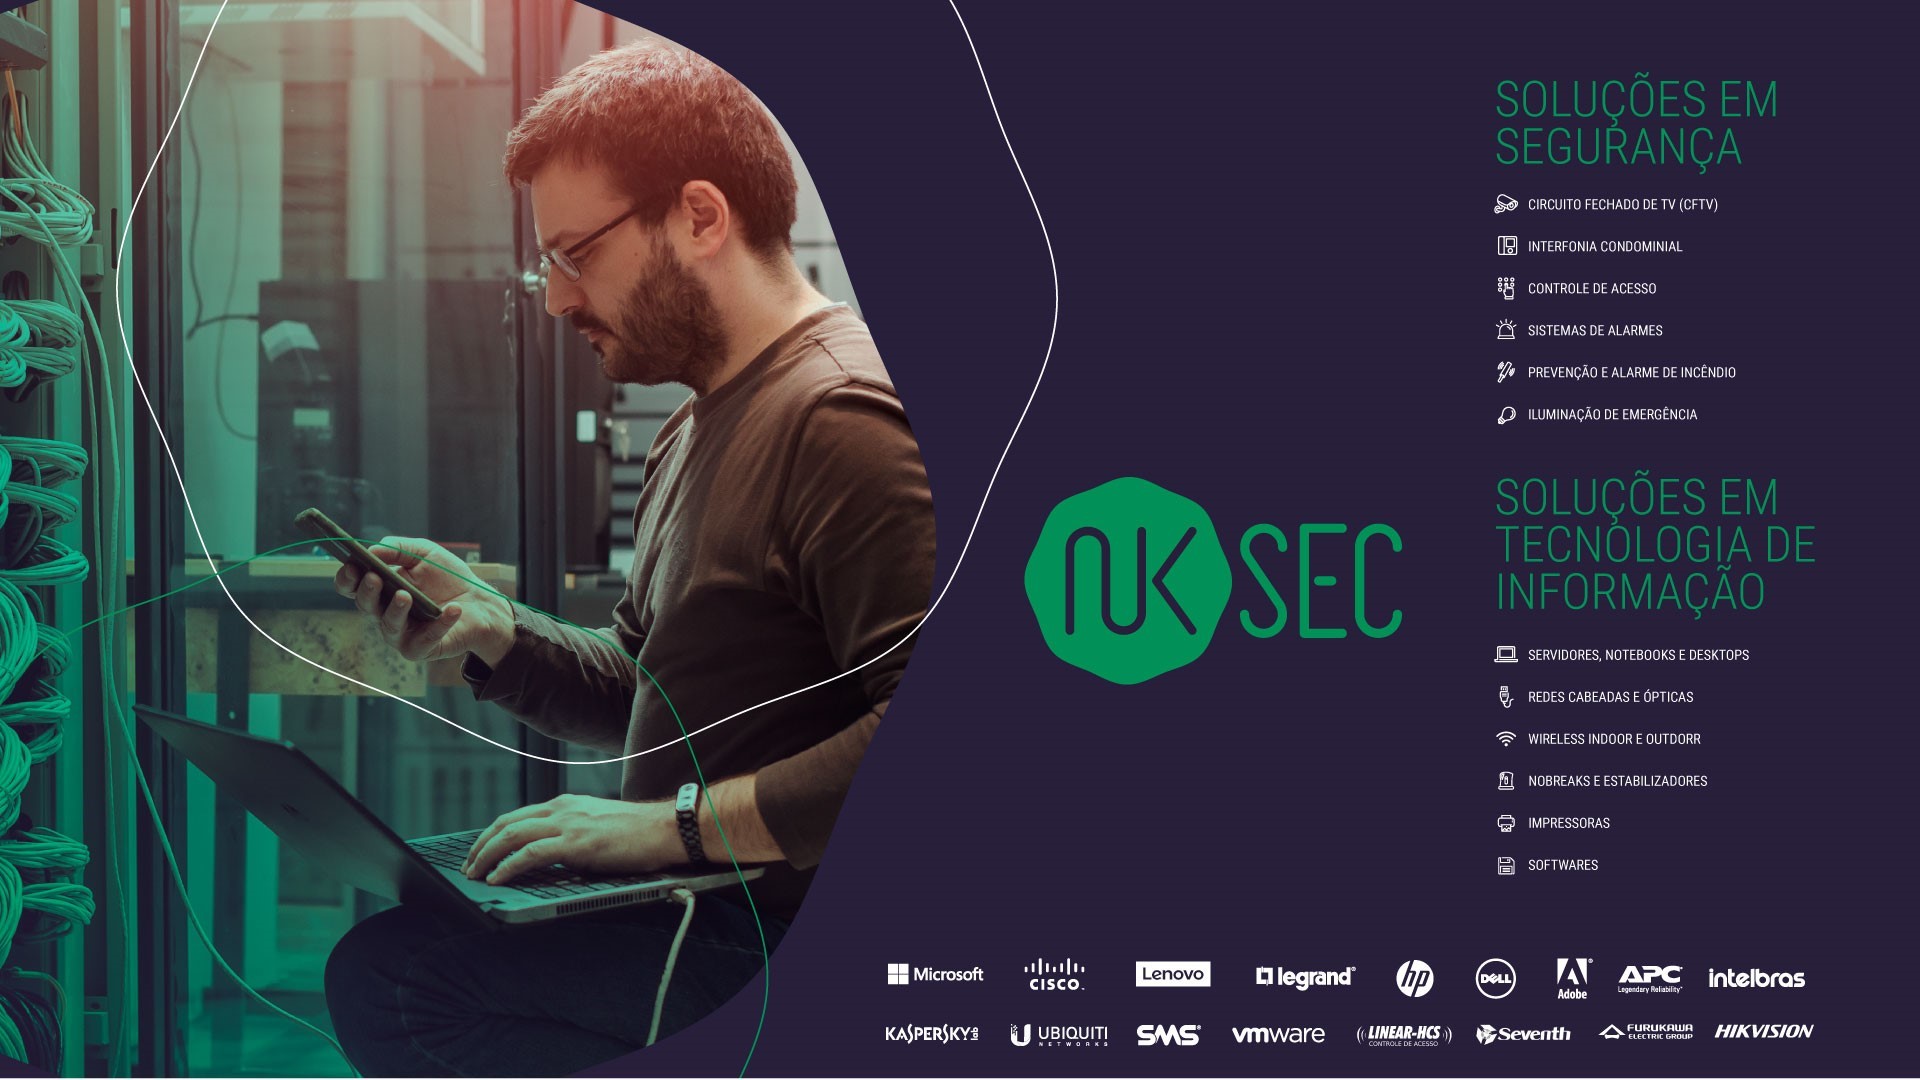 SOLUÇÕES EM
SEGURANÇA
CIRCUITO FECHADO DE TV (CFTV)
INTERFONIA CONDOMINIAL
CONTROLE DE ACESSO
SISTEMAS DE ALARMES
PREVENÇÃO E ALARME DE INCÊNDIO
ILUMINAÇÃO DE EMERGÊNCIA
NK SEC
SOLUÇÕES EM
TECNOLOGIA DE
INFORMAÇÃO
SERVIDORES, NOTEBOOKS E DESKTOPS
REDES CABEADAS E ÓPTICAS
WIRELESS INDOOR E OUTDORR
NOBREAKS E ESTABILIZADORES
IMPRESSORAS
SOFTWARES
Microsoft
CISCO
Lenovo
legrand®
hp
DELL
Adobe
APC
Legendary Reliability™
intelbras
KASPERSKY lab
UBIQUITI
NETWORKS
SMS®
vmware
LINEAR-HCS
CONTROLE DE ACESSO
Seventh
FURUKAWA
ELECTRIC GROUP
HIKVISION